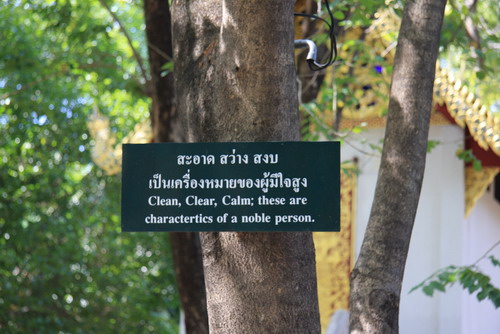 สะอาด สว่าง สงบ
เป็นเครื่องหมายของผู้มีใจสูง
Clean, Clear, Calm; these are
charactertics of a noble person.